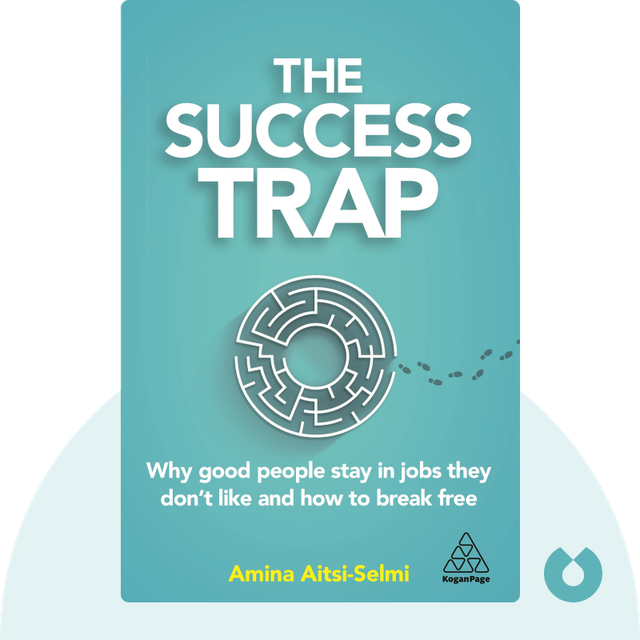 THE
SUCCESS
TRAP
Why good people stay in jobs they
don't like and how to break free
Amina Aitsi-Selmi
KoganPage